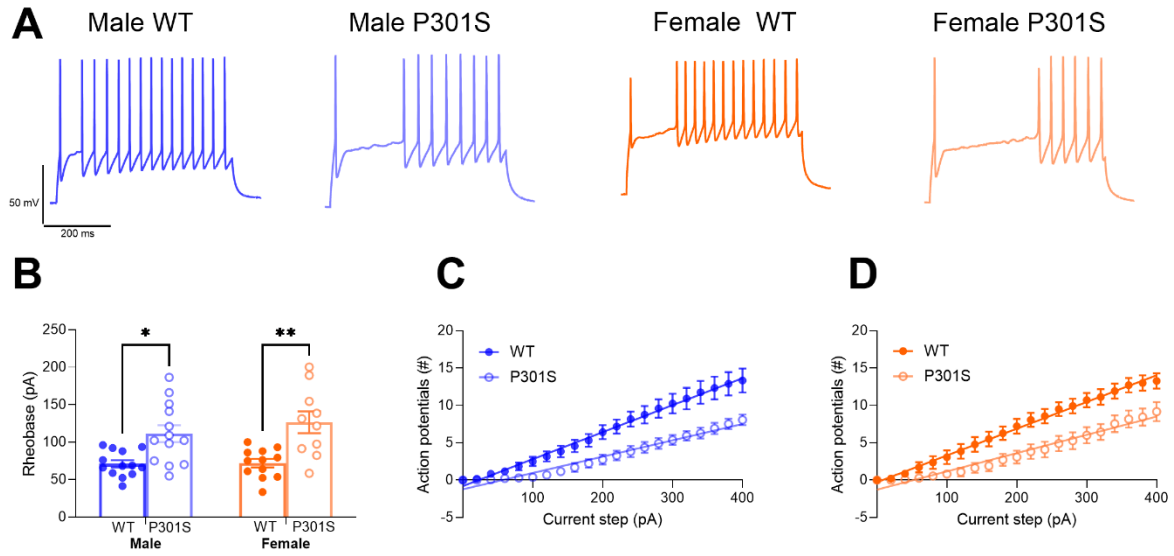 A
Male WT
Male P301S
Female WT
Female P301S
50 mV
200 ms
B
250
200
150
100
50
0
Rheobase (pA)
*
**
WT
P301S
WT
P301S
Male
Female
C
20
15
10
5
0
-5
Action potentials (#)
WT
P301S
100
200
300
400
Current step (pA)
D
20
15
10
5
0
-5
Action potentials (#)
WT
P301S
100
200
300
400
Current step (pA)